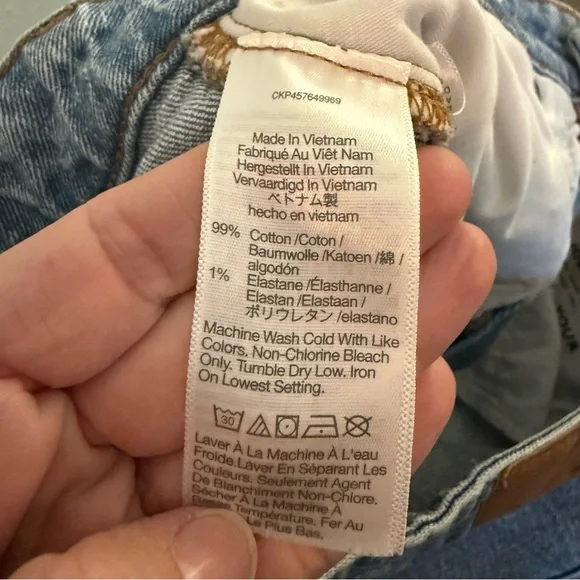 CKP457649969
Made In Vietnam
Fabriqué Au Viêt Nam
Hergestellt In Vietnam
Vervaardigd In Vietnam
ベトナム製
hecho en vietnam
99% Cotton /Coton /
Baumwolle /Katoen /綿 /
algodón
1% Elastane /Élasthanne /
Elastan /Elastaan /
ポリウレタン /elastano
Machine Wash Cold With Like
Colors. Non-Chlorine Bleach
Only. Tumble Dry Low. Iron
On Lowest Setting.
30
Laver À La Machine À L'eau
Froide.Laver En Séparant Les
Couleurs. Seulement Agent
De Blanchiment Non-Chlore.
Sécher À La Machine À
Température. Fer Au
Le Plus Bas.